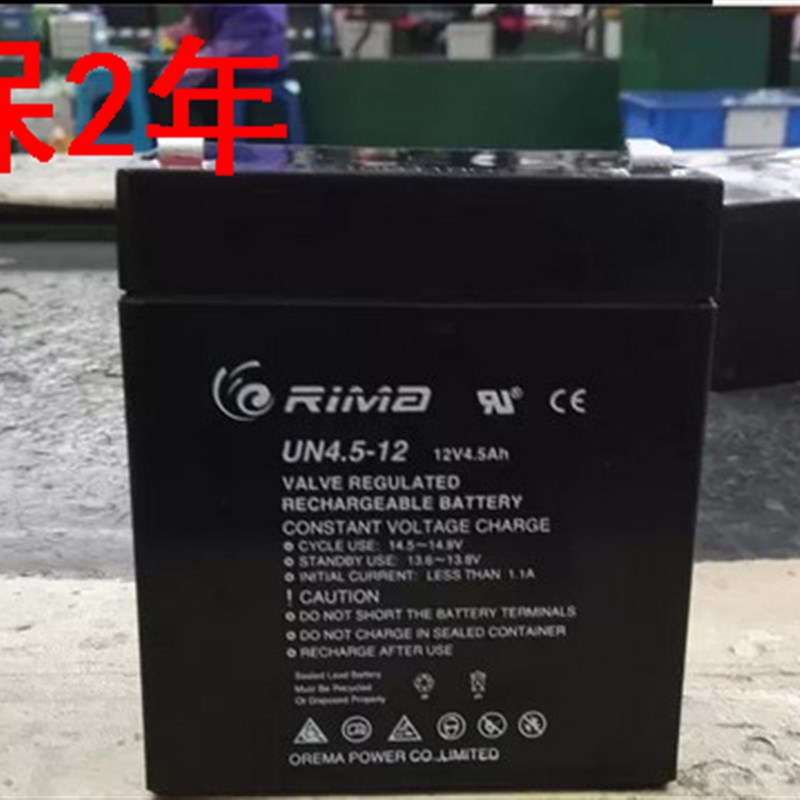 保2年
RIMA
CE
UN4.5-12 12V4.5Ah
VALVE REGULATED
RECHARGEABLE BATTERY
CONSTANT VOLTAGE CHARGE
CYCLE USE: 14.5~14.9V
STANDBY USE: 13.6~13.8V
INITIAL CURRENT: LESS THAN 1.1A
! CAUTION
DO NOT SHORT THE BATTERY TERMINALS
DO NOT CHARGE IN SEALED CONTAINER
RECHARGE AFTER USE
Sealed Lead Battery
Must Be Recycled
Or Disposed Properly
OREMA POWER CO.,LIMITED